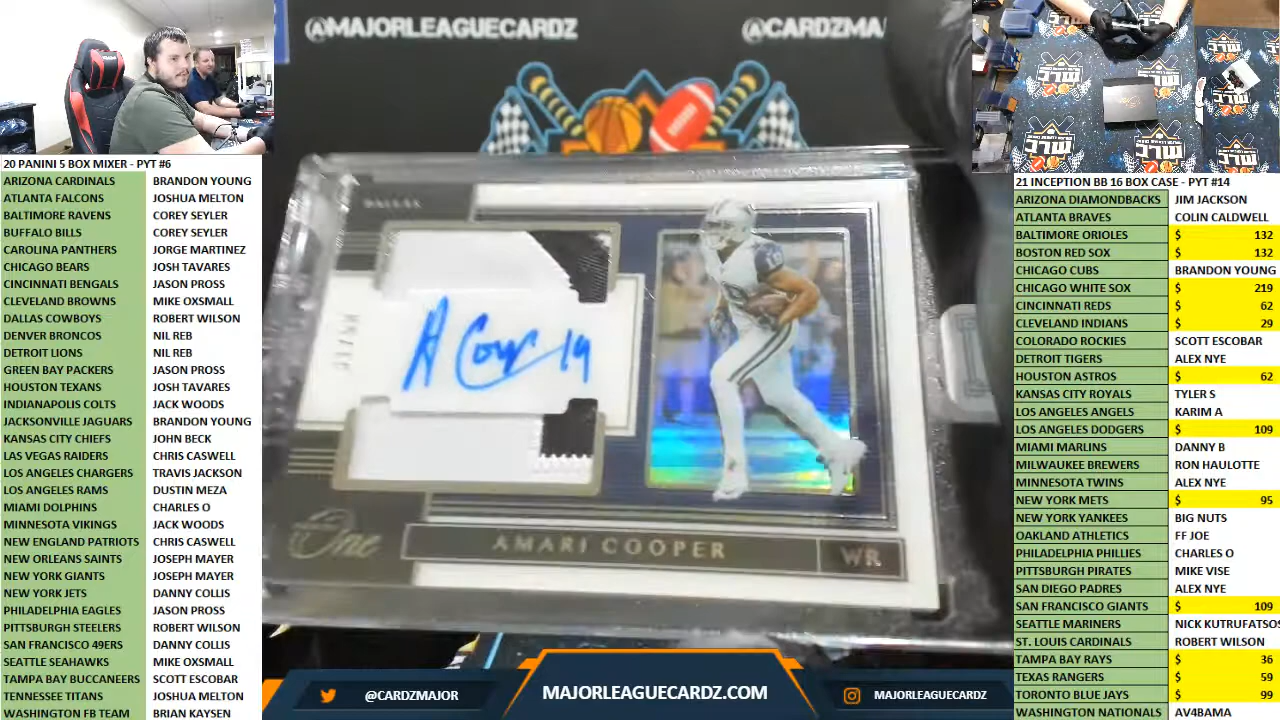 @MAJORLEAGUECARDZ
@CARDZMA
20 PANINI 5 BOX MIXER - PYT #6
ARIZONA CARDINALS BRANDON YOUNG
ATLANTA FALCONS JOSHUA MELTON
BALTIMORE RAVENS COREY SEYLER
BUFFALO BILLS COREY SEYLER
CAROLINA PANTHERS JORGE MARTINEZ
CHICAGO BEARS JOSH TAVARES
CINCINNATI BENGALS JASON PROSS
CLEVELAND BROWNS MIKE OXSMALL
DALLAS COWBOYS ROBERT WILSON
DENVER BRONCOS NIL REB
DETROIT LIONS NIL REB
GREEN BAY PACKERS JASON PROSS
HOUSTON TEXANS JOSH TAVARES
INDIANAPOLIS COLTS JACK WOODS
JACKSONVILLE JAGUARS BRANDON YOUNG
KANSAS CITY CHIEFS JOHN BECK
LAS VEGAS RAIDERS CHRIS CASWELL
LOS ANGELES CHARGERS TRAVIS JACKSON
LOS ANGELES RAMS DUSTIN MEZA
MIAMI DOLPHINS CHARLES O
MINNESOTA VIKINGS JACK WOODS
NEW ENGLAND PATRIOTS CHRIS CASWELL
NEW ORLEANS SAINTS JOSEPH MAYER
NEW YORK GIANTS JOSEPH MAYER
NEW YORK JETS DANNY COLLIS
PHILADELPHIA EAGLES JASON PROSS
PITTSBURGH STEELERS ROBERT WILSON
SAN FRANCISCO 49ERS DANNY COLLIS
SEATTLE SEAHAWKS MIKE OXSMALL
TAMPA BAY BUCCANEERS SCOTT ESCOBAR
TENNESSEE TITANS JOSHUA MELTON
WASHINGTON FB TEAM BRIAN KAYSEN
DALLAS
A Coop 19
One
AMARI COOPER WR
@CARDZMAJOR
MAJORLEAGUECARDZ.COM
MAJORLEAGUECARDZ
21 INCEPTION BB 16 BOX CASE - PYT #14
ARIZONA DIAMONDBACKS JIM JACKSON
ATLANTA BRAVES COLIN CALDWELL
BALTIMORE ORIOLES $ 132
BOSTON RED SOX $ 132
CHICAGO CUBS BRANDON YOUNG
CHICAGO WHITE SOX $ 219
CINCINNATI REDS $ 62
CLEVELAND INDIANS $ 29
COLORADO ROCKIES SCOTT ESCOBAR
DETROIT TIGERS ALEX NYE
HOUSTON ASTROS $ 62
KANSAS CITY ROYALS TYLER S
LOS ANGELES ANGELS KARIM A
LOS ANGELES DODGERS $ 109
MIAMI MARLINS DANNY B
MILWAUKEE BREWERS RON HAULOTTE
MINNESOTA TWINS ALEX NYE
NEW YORK METS $ 95
NEW YORK YANKEES BIG NUTS
OAKLAND ATHLETICS FF JOE
PHILADELPHIA PHILLIES CHARLES O
PITTSBURGH PIRATES MIKE VISE
SAN DIEGO PADRES ALEX NYE
SAN FRANCISCO GIANTS $ 109
SEATTLE MARINERS NICK KUTRUFATSOS
ST. LOUIS CARDINALS ROBERT WILSON
TAMPA BAY RAYS $ 36
TEXAS RANGERS $ 59
TORONTO BLUE JAYS $ 99
WASHINGTON NATIONALS AV4BAMA